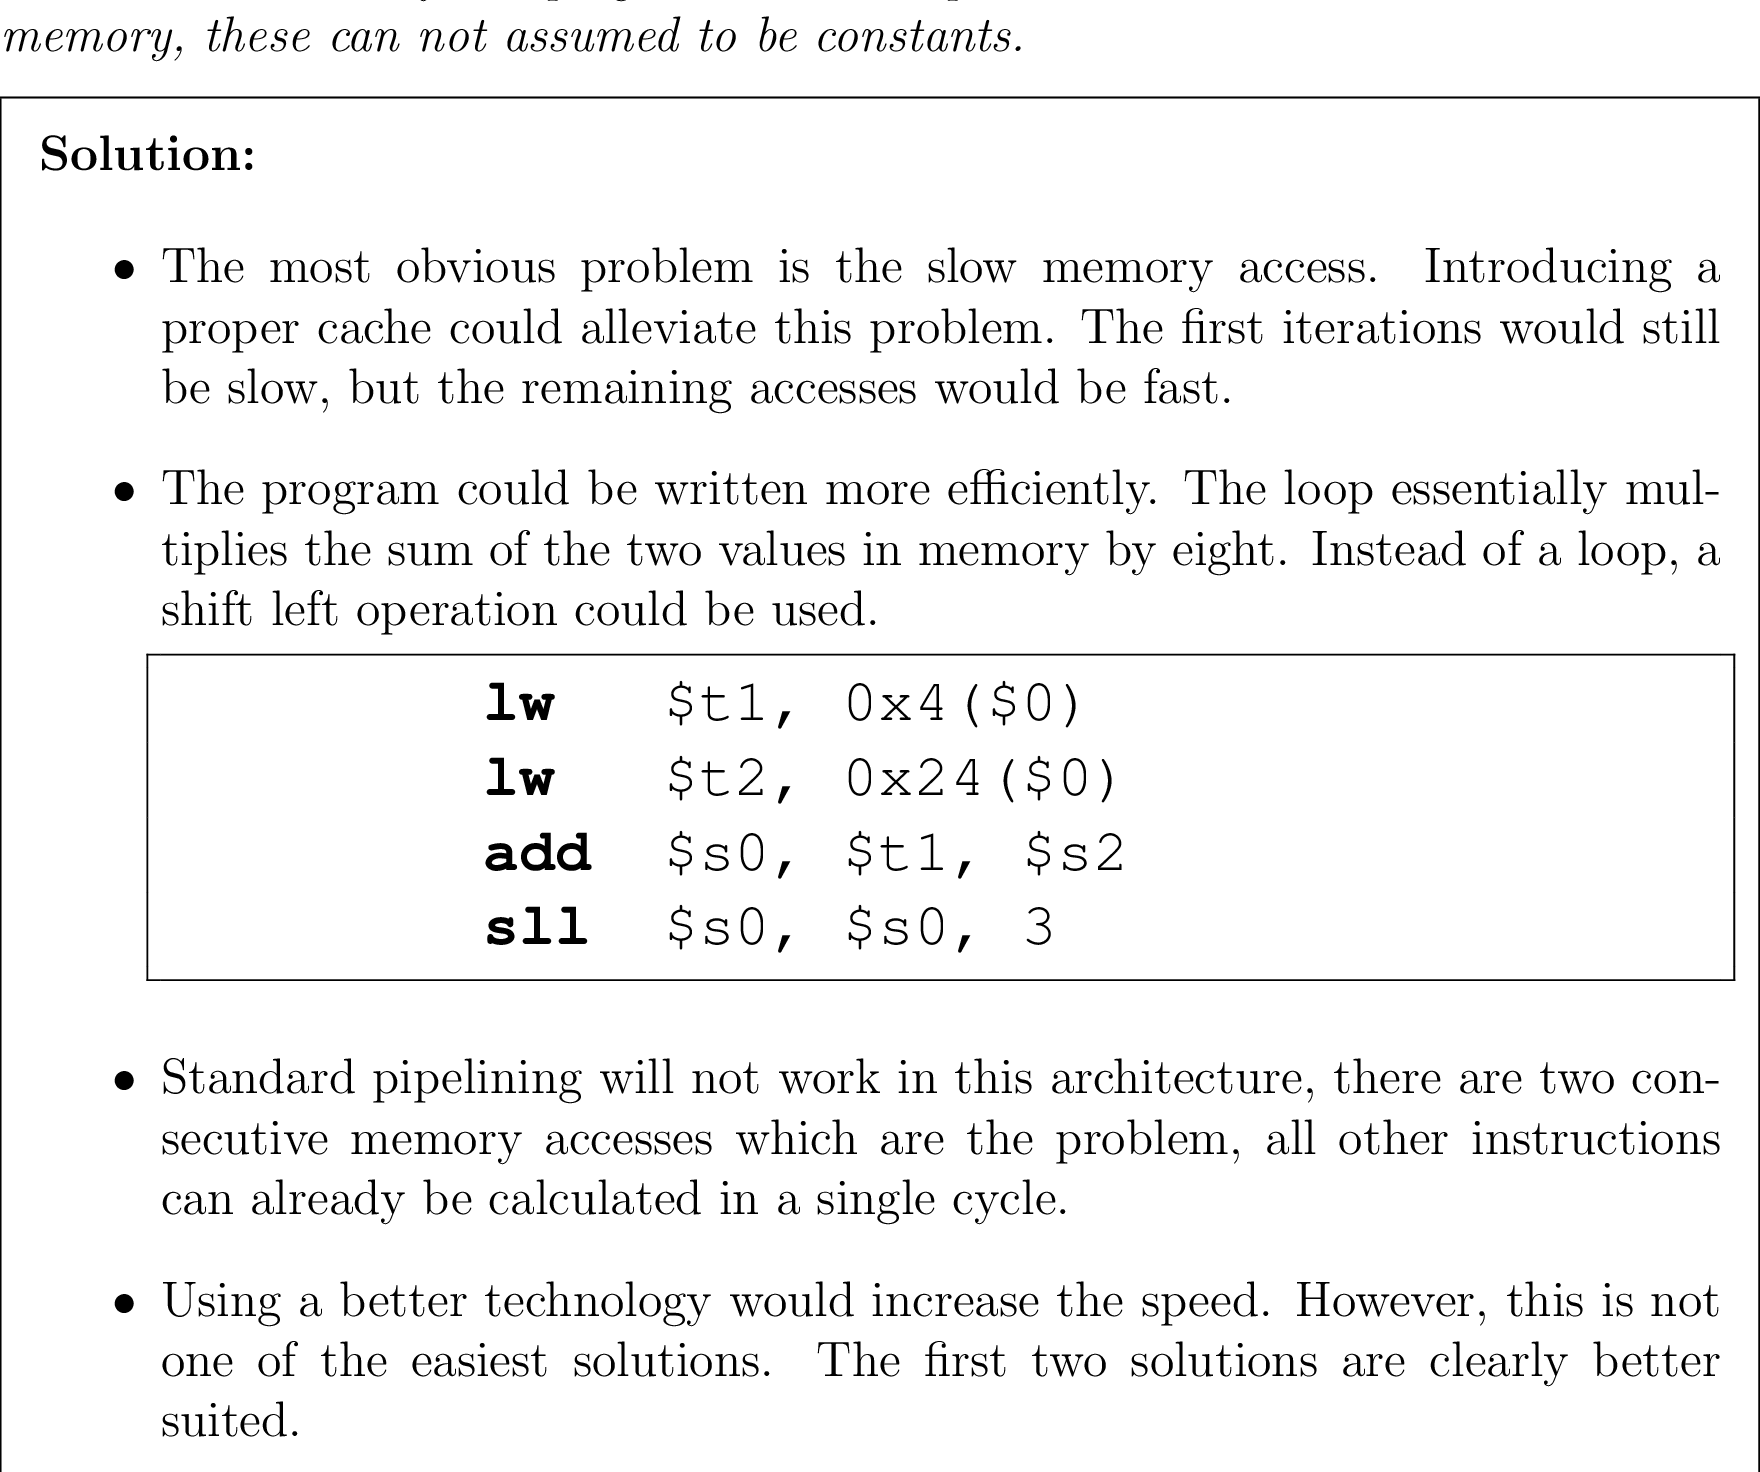 memory, these can not assumed to be constants.
Solution:
• The most obvious problem is the slow memory access. Introducing a
proper cache could alleviate this problem. The first iterations would still
be slow, but the remaining accesses would be fast.
• The program could be written more efficiently. The loop essentially mul-
tiplies the sum of the two values in memory by eight. Instead of a loop, a
shift left operation could be used.
lw $t1, 0x4($0)
lw $t2, 0x24($0)
add $s0, $t1, $s2
sll $s0, $s0, 3
• Standard pipelining will not work in this architecture, there are two con-
secutive memory accesses which are the problem, all other instructions
can already be calculated in a single cycle.
• Using a better technology would increase the speed. However, this is not
one of the easiest solutions. The first two solutions are clearly better
suited.